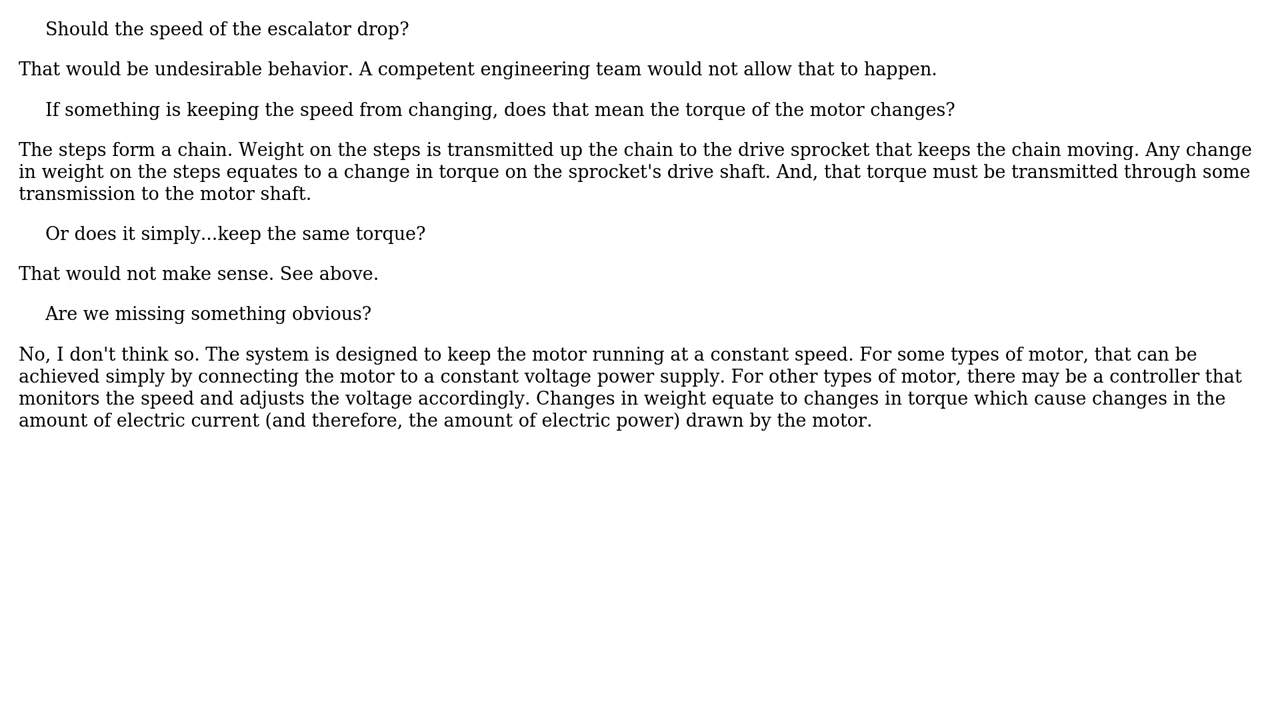 Should the speed of the escalator drop?
That would be undesirable behavior. A competent engineering team would not allow that to happen.
If something is keeping the speed from changing, does that mean the torque of the motor changes?
The steps form a chain. Weight on the steps is transmitted up the chain to the drive sprocket that keeps the chain moving. Any change
in weight on the steps equates to a change in torque on the sprocket's drive shaft. And, that torque must be transmitted through some
transmission to the motor shaft.
Or does it simply...keep the same torque?
That would not make sense. See above.
Are we missing something obvious?
No, I don't think so. The system is designed to keep the motor running at a constant speed. For some types of motor, that can be
achieved simply by connecting the motor to a constant voltage power supply. For other types of motor, there may be a controller that
monitors the speed and adjusts the voltage accordingly. Changes in weight equate to changes in torque which cause changes in the
amount of electric current (and therefore, the amount of electric power) drawn by the motor.